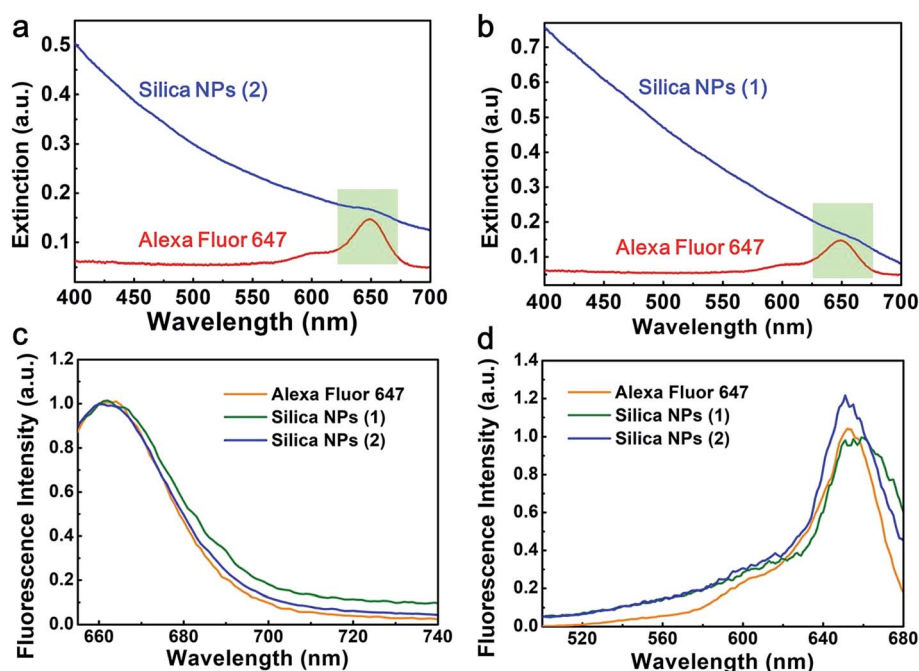 a
0.5
0.4
0.3
0.2
0.1
Extinction (a.u.)
Silica NPs (2)
Alexa Fluor 647
400 450 500 550 600 650 700
Wavelength (nm)
b
0.7
0.6
0.5
0.4
0.3
0.2
0.1
0.0
Extinction (a.u)
Silica NPs (1)
Alexa Fluor 647
400 450 500 550 600 650 700
Wavelength (nm)
c
1.2
1.0
0.8
0.6
0.4
0.2
0.0
Fluorescence Intensity (a.u.)
Alexa Fluor 647
Silica NPs (1)
Silica NPs (2)
660 680 700 720 740
Wavelength (nm)
d
1.4
1.2
1.0
0.8
0.6
0.4
0.2
0.0
Fluorescence Intensity (a.u.)
Alexa Fluor 647
Silica NPs (1)
Silica NPs (2)
520 560 600 640 680
Wavelength (nm)